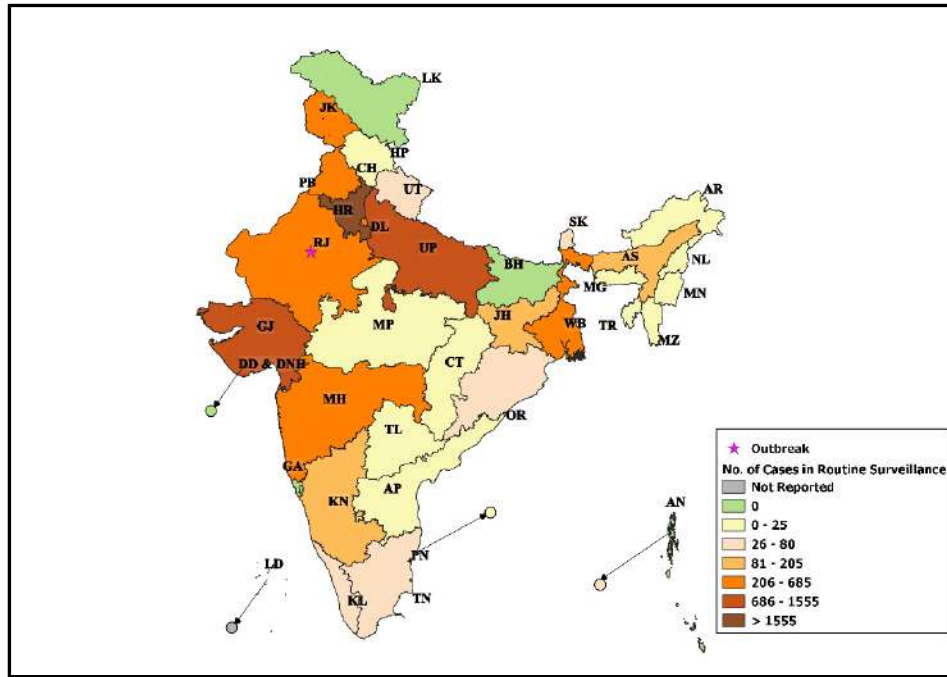 LK
JK
HP
CH
PB
UT
HR
DL
AR
SK
RJ
UP
BH
AS
NL
MG
MN
JH
WB
TR
MZ
GJ
MP
CT
DD & DNH
MH
OR
TL
GA
KN
AP
AN
PN
LD
KL
TN
Outbreak
No. of Cases in Routine Surveillance
Not Reported
0
0 - 25
26 - 80
81 - 205
206 - 685
686 - 1555
> 1555